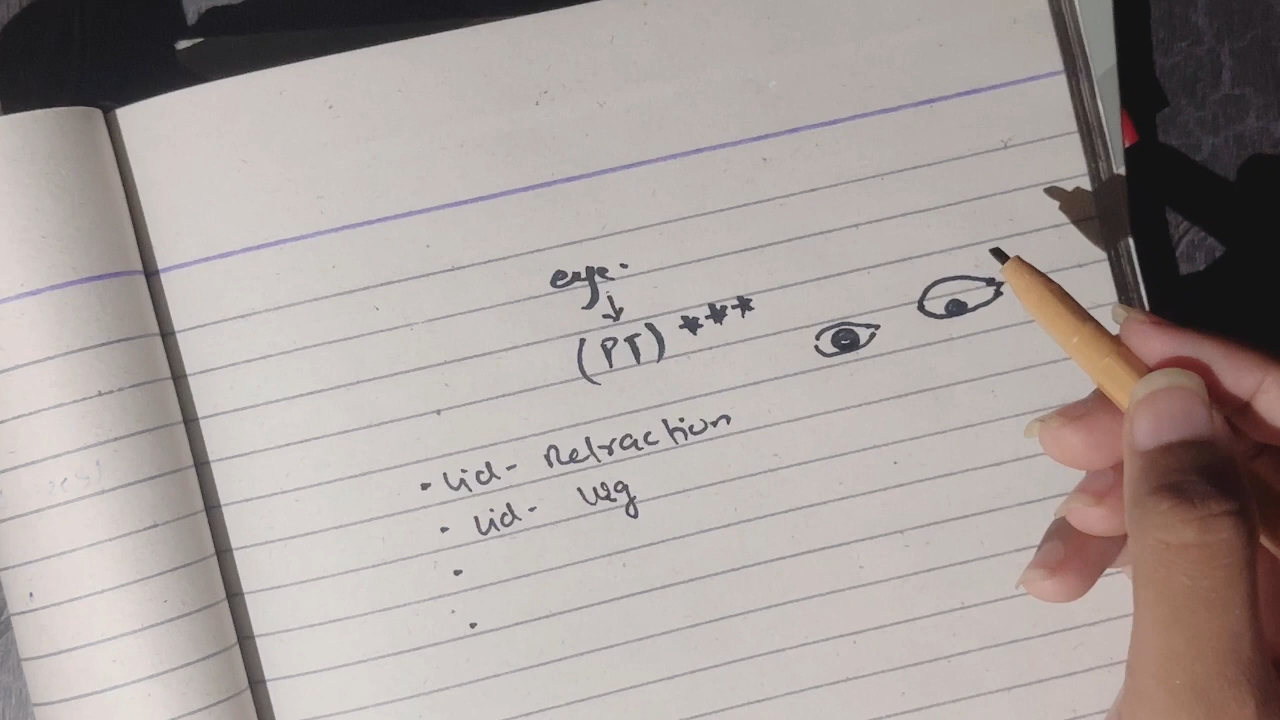 eye.
↓
(PT) ***
• Lid- Retraction
• Lid- lag
•
•